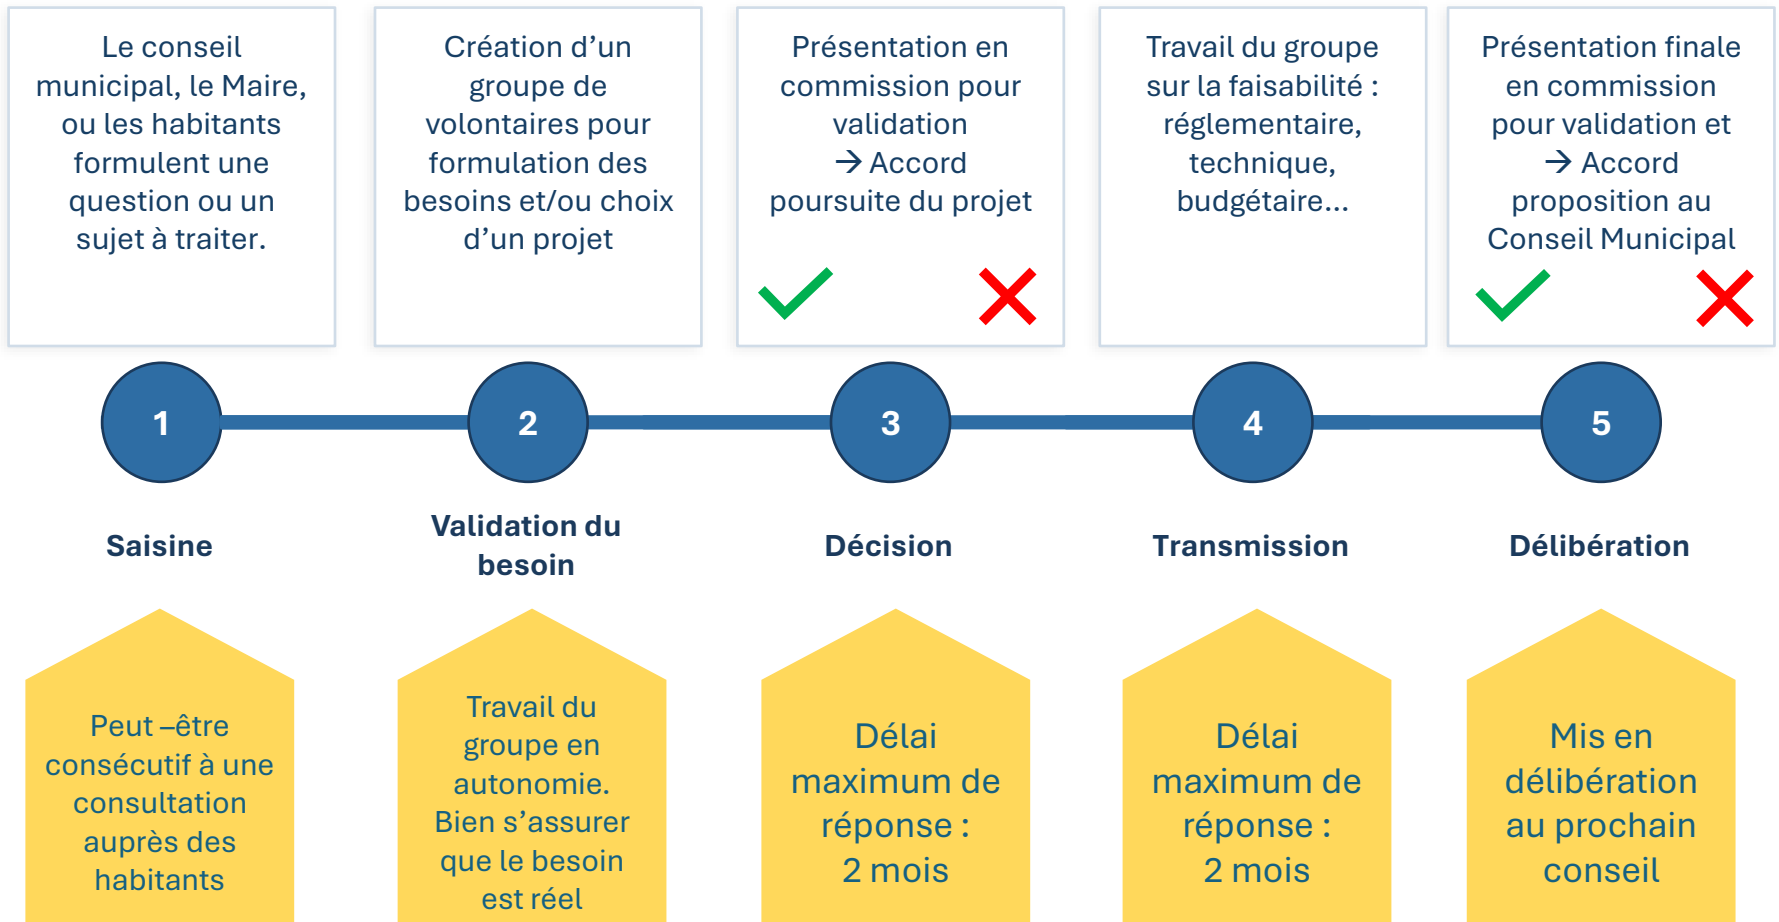 Le conseil
municipal, le Maire,
ou les habitants
formulent une
question ou un
sujet à traiter.
Création d’un
groupe de
volontaires pour
formulation des
besoins et/ou choix
d’un projet
Présentation en
commission pour
validation
→ Accord
poursuite du projet
Travail du groupe
sur la faisabilité :
réglementaire,
technique,
budgétaire...
Présentation finale
en commission
pour validation et
→ Accord
proposition au
Conseil Municipal
1
2
3
4
5
Saisine
Validation du
besoin
Décision
Transmission
Délibération
Peut –être
consécutif à une
consultation
auprès des
habitants
Travail du
groupe en
autonomie.
Bien s’assurer
que le besoin
est réel
Délai
maximum de
réponse :
2 mois
Délai
maximum de
réponse :
2 mois
Mis en
délibération
au prochain
conseil